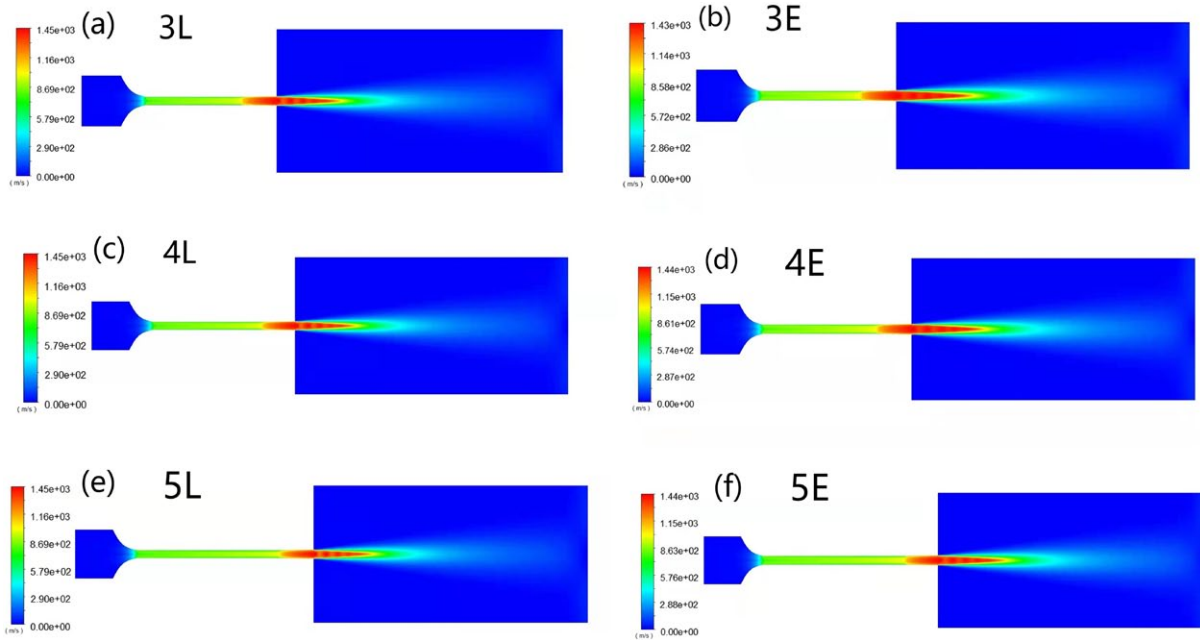 (a) 3L
1.45e+03
1.16e+03
8.69e+02
5.79e+02
2.90e+02
0.00e+00
(m/s)
(b) 3E
1.43e+03
1.14e+03
8.58e+02
5.72e+02
2.86e+02
0.00e+00
(m/s)
(c) 4L
1.45e+03
1.16e+03
8.69e+02
5.79e+02
2.90e+02
0.00e+00
(m/s)
(d) 4E
1.44e+03
1.15e+03
8.61e+02
5.74e+02
2.87e+02
0.00e+00
(m/s)
(e) 5L
1.45e+03
1.16e+03
8.69e+02
5.79e+02
2.90e+02
0.00e+00
(m/s)
(f) 5E
1.44e+03
1.15e+03
8.63e+02
5.76e+02
2.88e+02
0.00e+00
(m/s)